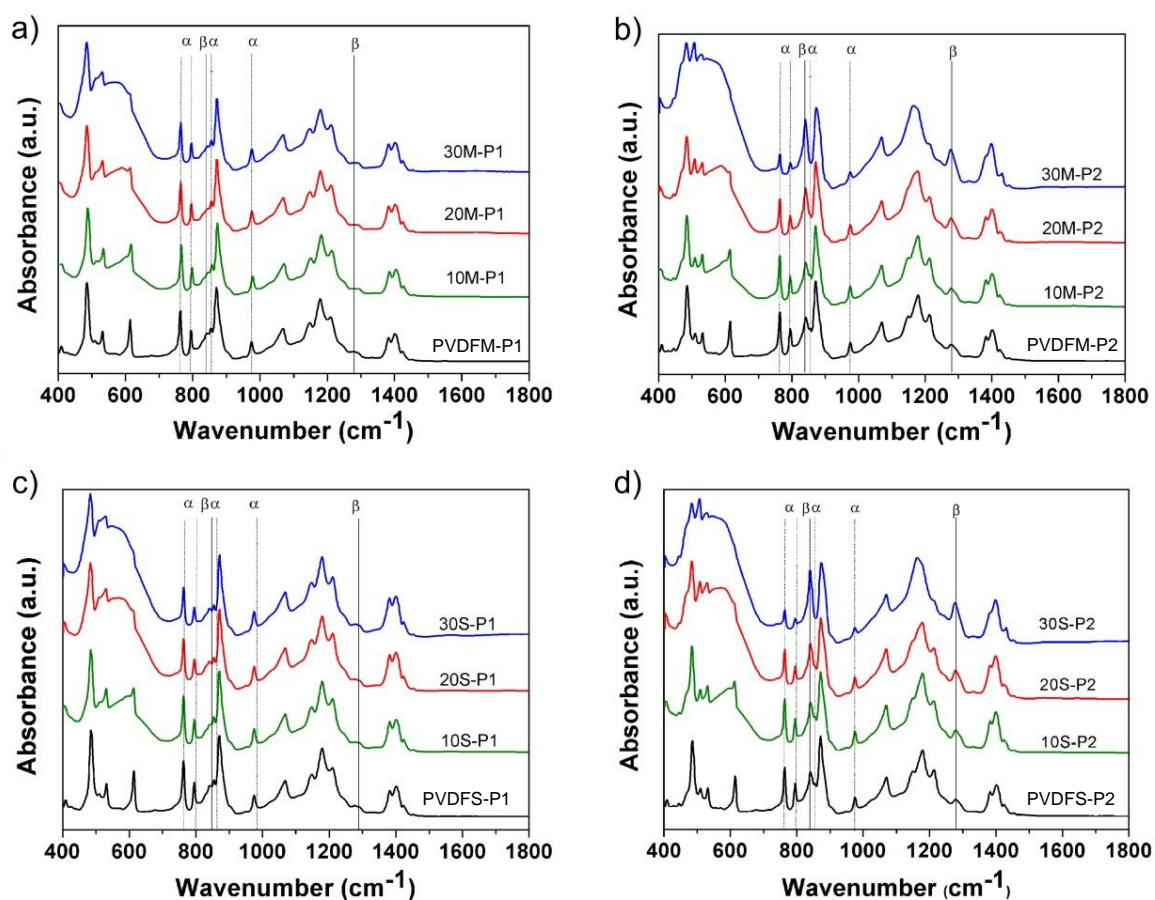 a)
α β α α β
30M-P1
20M-P1
10M-P1
PVDFM-P1
Absorbance (a.u.)
400 600 800 1000 1200 1400 1600 1800
Wavenumber (cm-1)
b)
α β α α β
30M-P2
20M-P2
10M-P2
PVDFM-P2
Absorbance (a.u.)
400 600 800 1000 1200 1400 1600 1800
Wavenumber (cm-1)
c)
α β α α β
30S-P1
20S-P1
10S-P1
PVDFS-P1
Absorbance (a.u.)
400 600 800 1000 1200 1400 1600 1800
Wavenumber (cm-1)
d)
α β α α β
30S-P2
20S-P2
10S-P2
PVDFS-P2
Absorbance (a.u.)
400 600 800 1000 1200 1400 1600 1800
Wavenumber (cm-1)